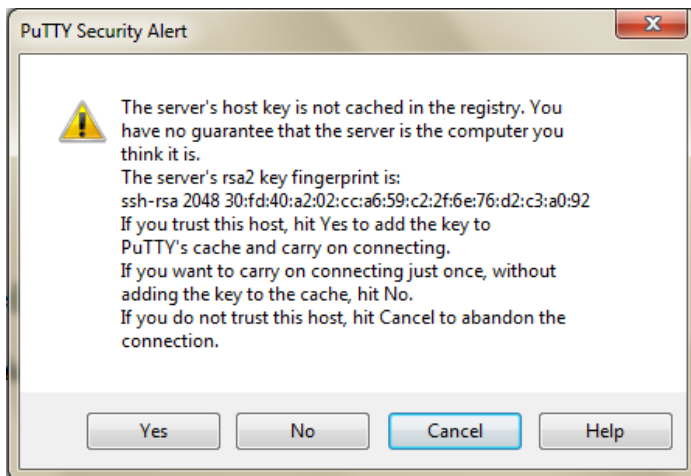 PuTTY Security Alert
The server's host key is not cached in the registry. You
have no guarantee that the server is the computer you
think it is.
The server's rsa2 key fingerprint is:
ssh-rsa 2048 30:fd:40:a2:02:cc:a6:59:c2:2f:6e:76:d2:c3:a0:92
If you trust this host, hit Yes to add the key to
PuTTY's cache and carry on connecting.
If you want to carry on connecting just once, without
adding the key to the cache, hit No.
If you do not trust this host, hit Cancel to abandon the
connection.
Yes No Cancel Help